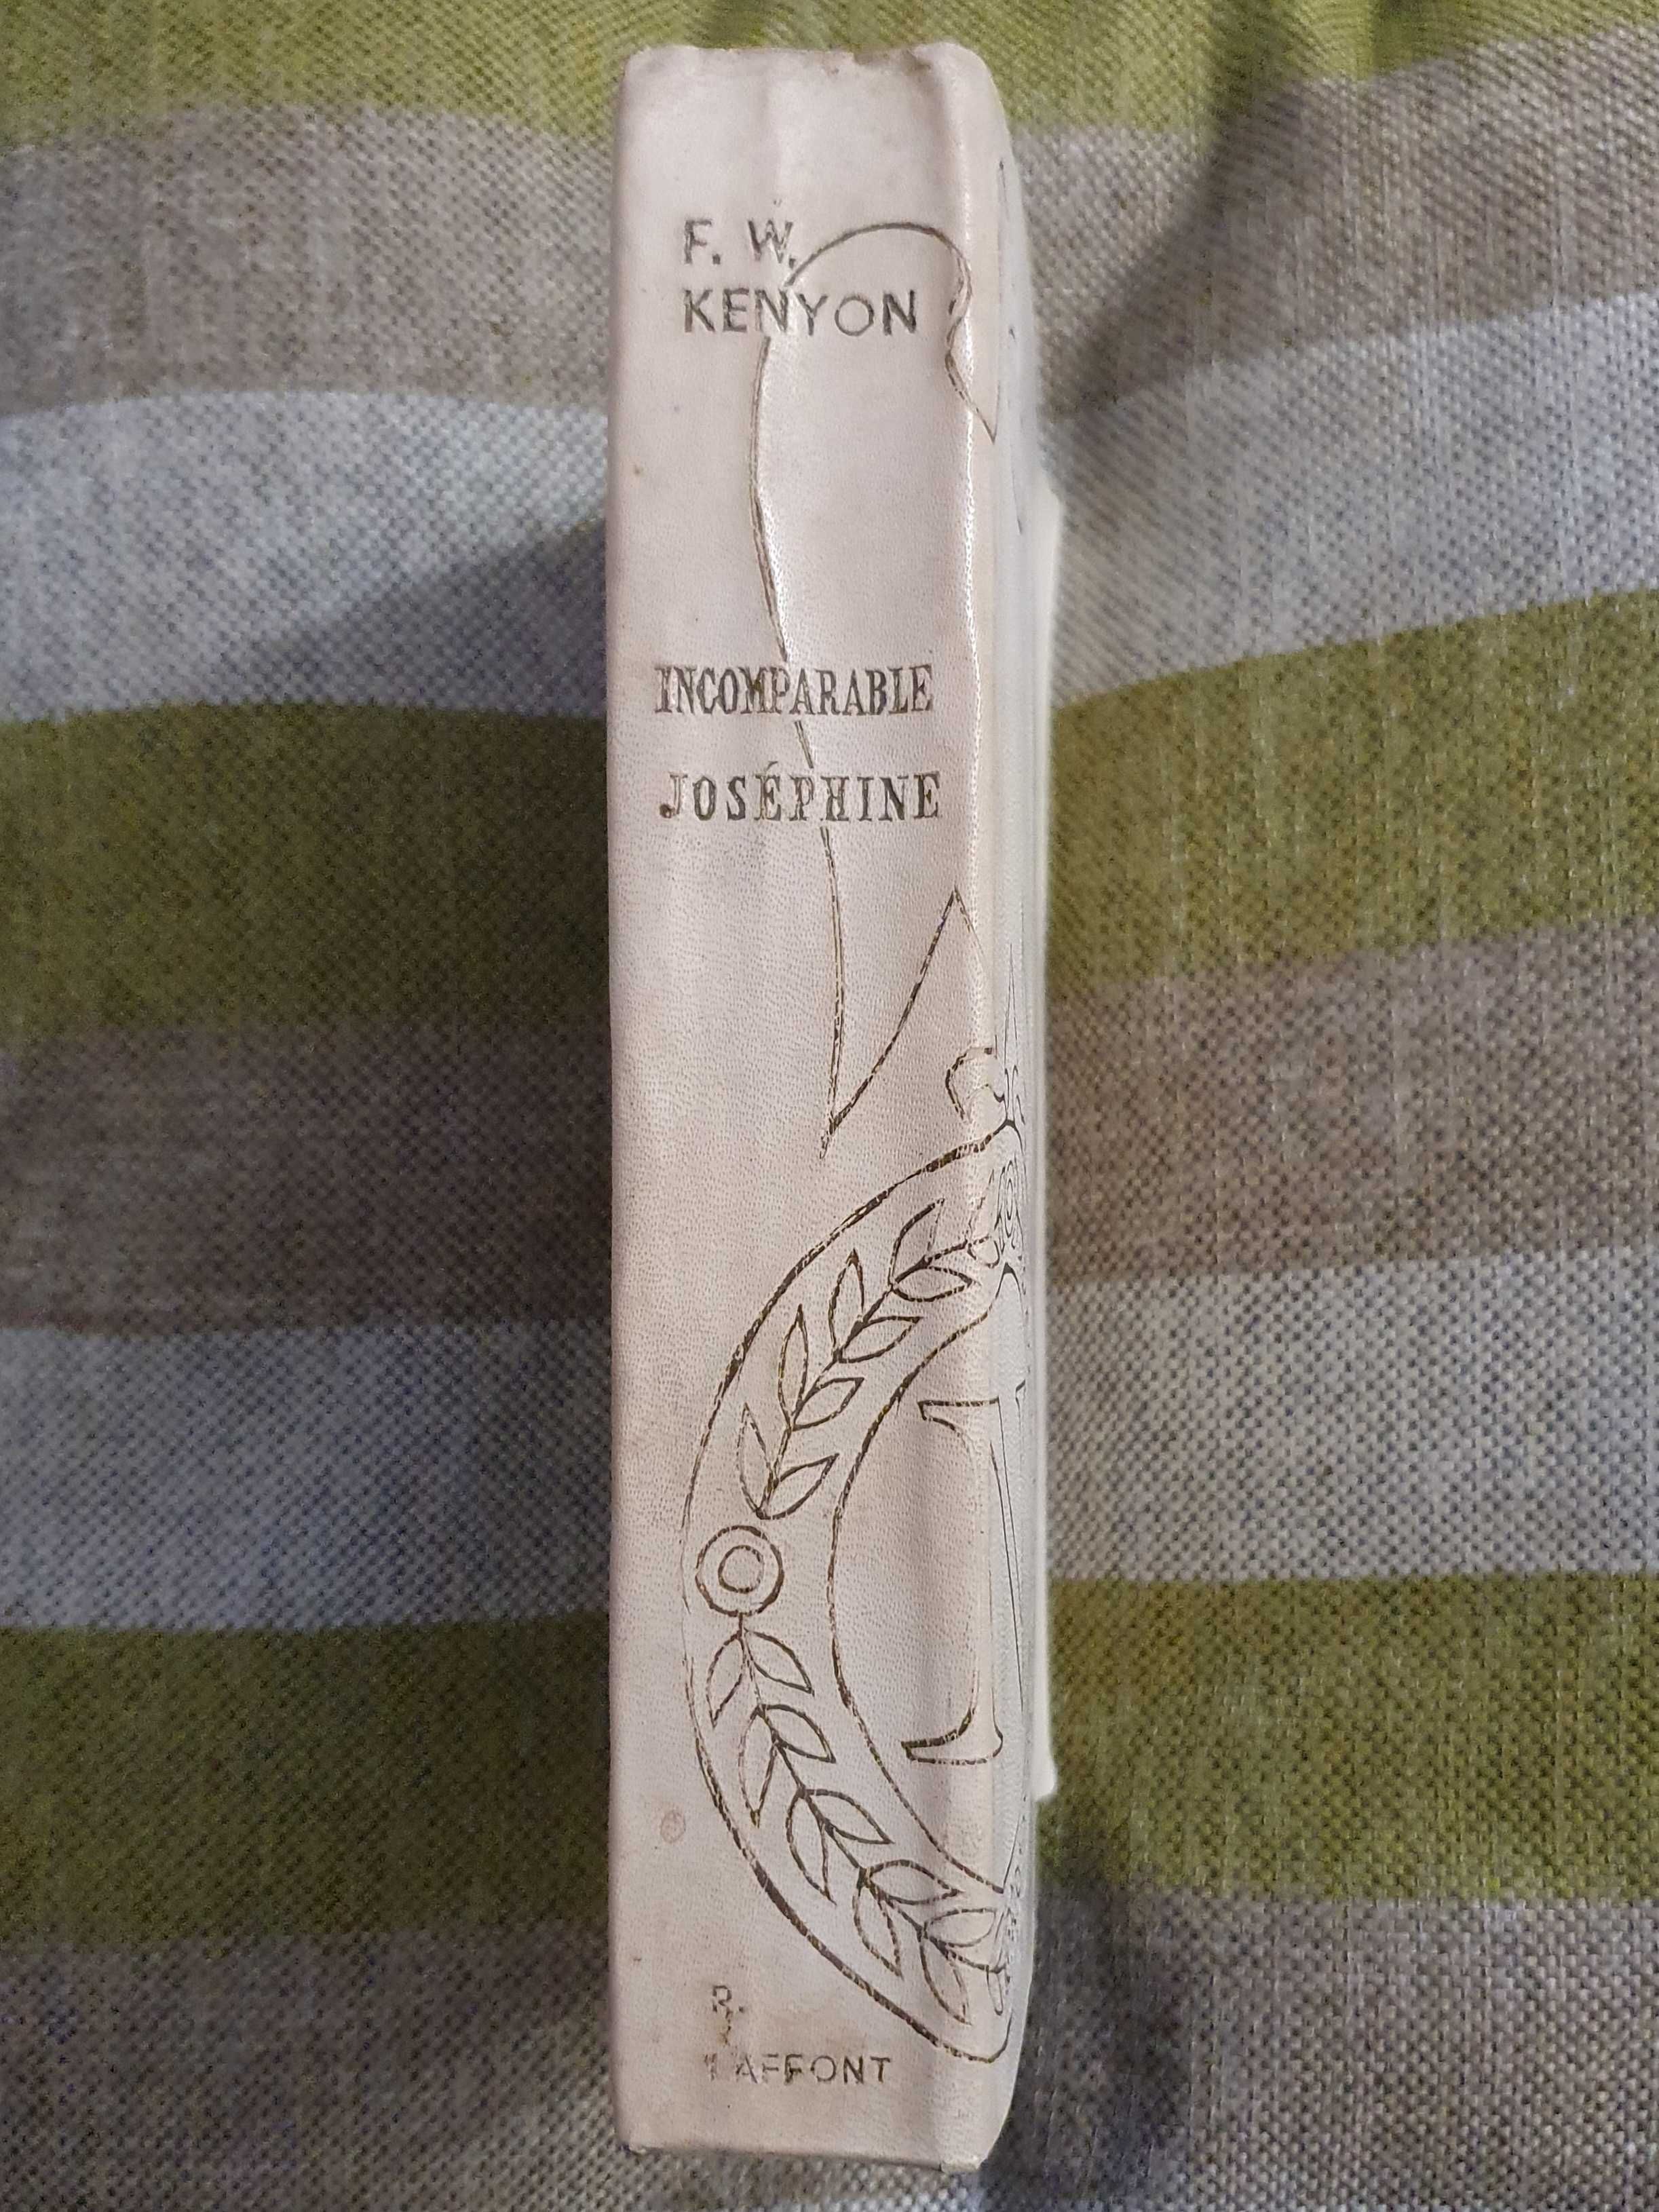 F. W.
KENYON
INCOMPARABLE
JOSÉPHINE
R.
LAFFONT